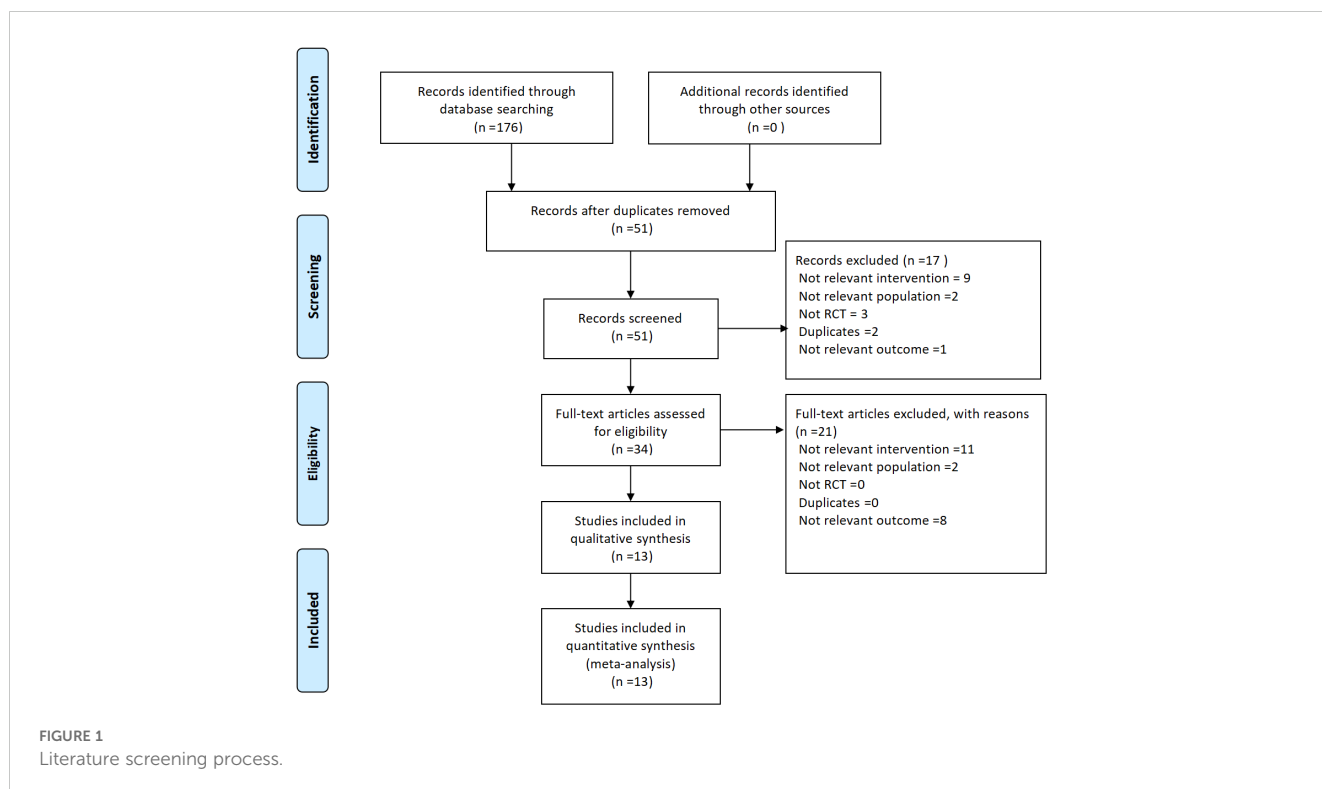 Identification
Records identified through
database searching
(n =176)
Additional records identified
through other sources
(n =0 )
Records after duplicates removed
(n =51)
Screening
Records screened
(n =51)
Records excluded (n =17 )
Not relevant intervention = 9
Not relevant population =2
Not RCT = 3
Duplicates =2
Not relevant outcome =1
Eligibility
Full-text articles assessed
for eligibility
(n =34)
Full-text articles excluded, with reasons
(n =21)
Not relevant intervention =11
Not relevant population =2
Not RCT =0
Duplicates =0
Not relevant outcome =8
Studies included in
qualitative synthesis
(n =13)
Included
Studies included in
quantitative synthesis
(meta-analysis)
(n =13)
FIGURE 1
Literature screening process.